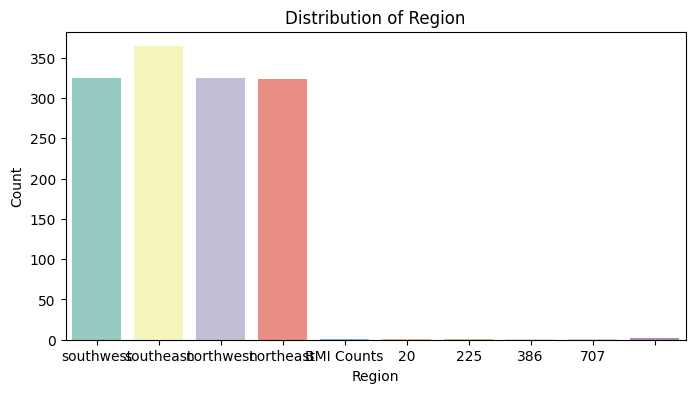 Distribution of Region
Count
350
300
250
200
150
100
50
0
southwest southeast northwest northeast BMI Counts 20 225 386 707
Region